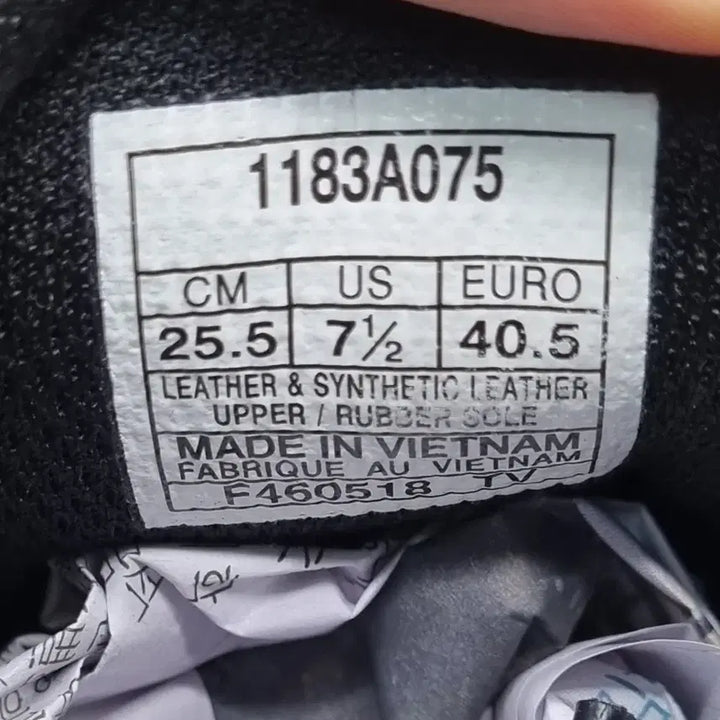 1183A075
CM US EURO
25.5 7½ 40.5
LEATHER & SYNTHETIC LEATHER
UPPER / RUBBER SOLE
MADE IN VIETNAM
FABRIQUE AU VIETNAM
F460518 TV